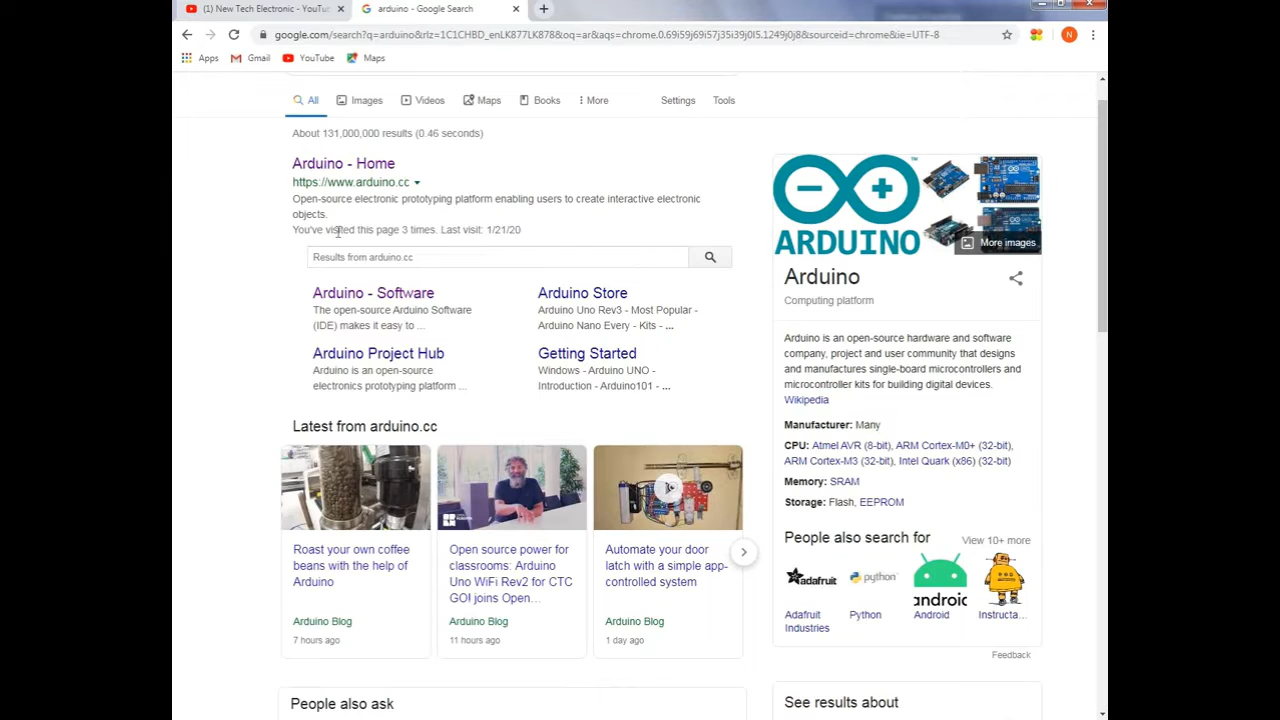 (1) New Tech Electronic - YouTu
arduino - Google Search
google.com/search?q=arduino&rlz=1C1CHBD_enLK877LK878&oq=ar&aqs=chrome.0.69i59j69i57j35i39j0l5.1249j0j8&sourceid=chrome&ie=UTF-8
N
Apps
Gmail
YouTube
Maps
All
Images
Videos
Maps
Books
More
Settings
Tools
About 131,000,000 results (0.46 seconds)
Arduino - Home
https://www.arduino.cc
Open-source electronic prototyping platform enabling users to create interactive electronic
objects.
You've visited this page 3 times. Last visit: 1/21/20
Results from arduino.cc
Arduino - Software
The open-source Arduino Software
(IDE) makes it easy to ...
Arduino Store
Arduino Uno Rev3 - Most Popular -
Arduino Nano Every - Kits - ...
Arduino Project Hub
Arduino is an open-source
electronics prototyping platform ...
Getting Started
Windows - Arduino UNO -
Introduction - Arduino101 - ...
Latest from arduino.cc
Roast your own coffee
beans with the help of
Arduino
Arduino Blog
7 hours ago
Open source power for
classrooms: Arduino
Uno WiFi Rev2 for CTC
GO! joins Open...
Arduino Blog
11 hours ago
Automate your door
latch with a simple app-
controlled system
Arduino Blog
1 day ago
People also ask
ARDUINO
TM
More images
Arduino
Computing platform
Arduino is an open-source hardware and software
company, project and user community that designs
and manufactures single-board microcontrollers and
microcontroller kits for building digital devices.
Wikipedia
Manufacturer: Many
CPU: Atmel AVR (8-bit), ARM Cortex-M0+ (32-bit),
ARM Cortex-M3 (32-bit), Intel Quark (x86) (32-bit)
Memory: SRAM
Storage: Flash, EEPROM
People also search for
View 10+ more
adafruit
python
android
Adafruit
Industries
Python
Android
Instructa...
Feedback
See results about